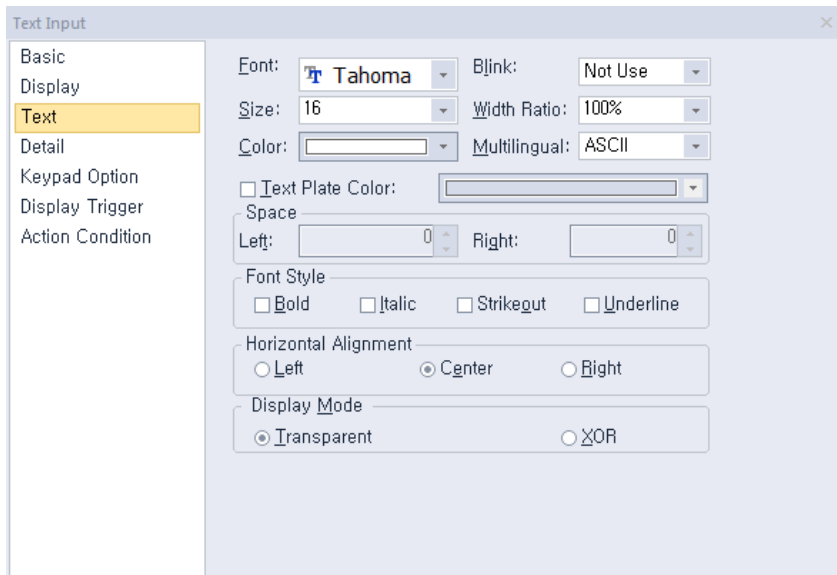 Text Input
Basic
Display
Text
Detail
Keypad Option
Display Trigger
Action Condition
Font: Tahoma Blink: Not Use
Size: 16 Width Ratio: 100%
Color: Multilingual: ASCII
Text Plate Color:
Space
Left: 0 Right: 0
Font Style
Bold Italic Strikeout Underline
Horizontal Alignment
Left Center Right
Display Mode
Transparent XOR